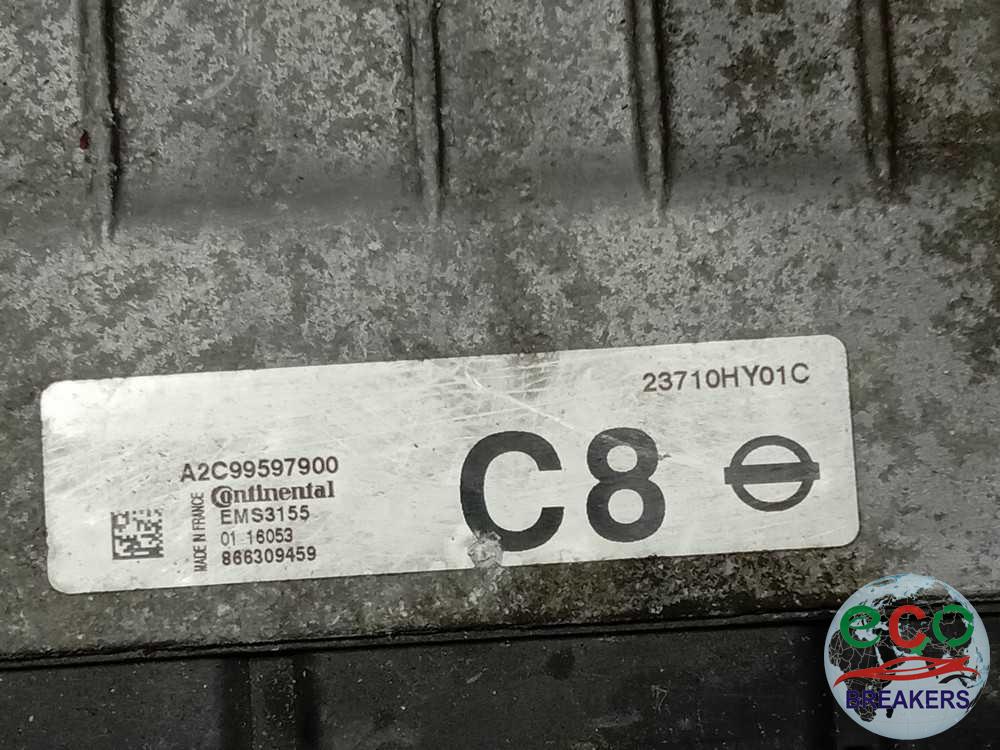 23710HY01C
C8
A2C99597900
Continental
EMS3155
01 16053
866309459
MADE IN FRANCE
eco
BREAKERS